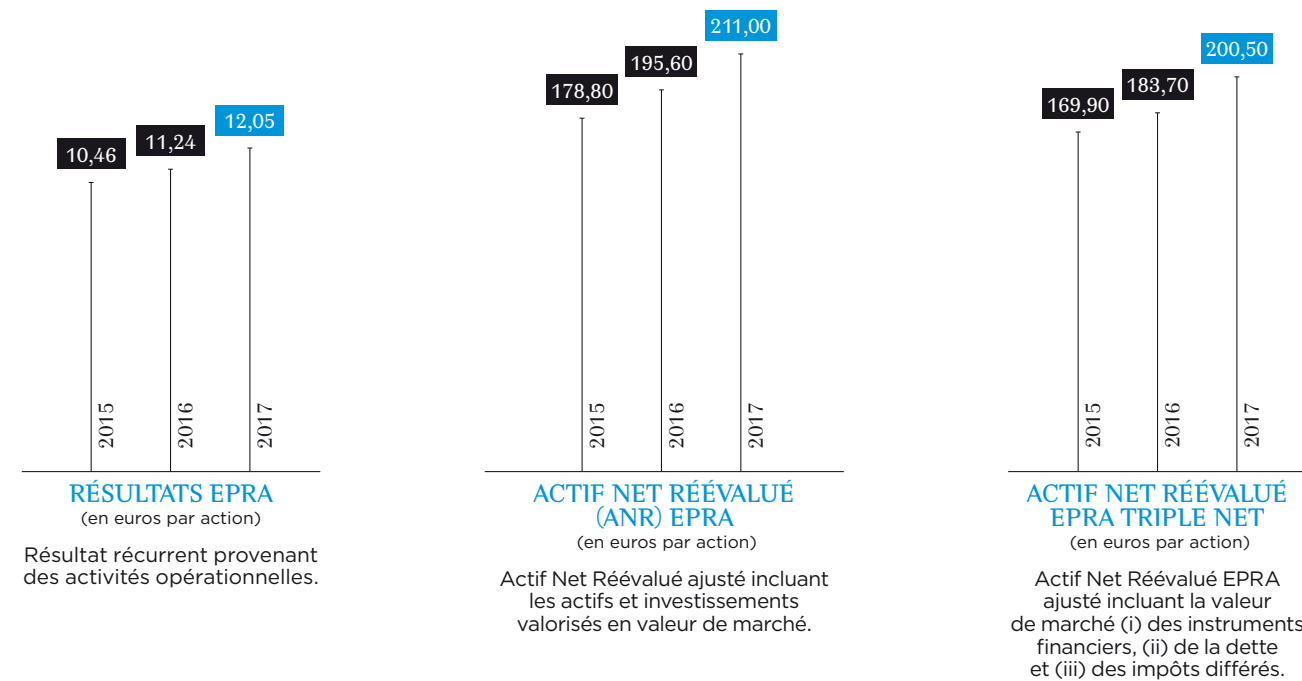 10,46
11,24
12,05
2015
2016
2017
RÉSULTATS EPRA
(en euros par action)
Résultat récurrent provenant
des activités opérationnelles.
178,80
195,60
211,00
2015
2016
2017
ACTIF NET RÉÉVALUÉ
(ANR) EPRA
(en euros par action)
Actif Net Réévalué ajusté incluant
les actifs et investissements
valorisés en valeur de marché.
169,90
183,70
200,50
2015
2016
2017
ACTIF NET RÉÉVALUÉ
EPRA TRIPLE NET
(en euros par action)
Actif Net Réévalué EPRA
ajusté incluant la valeur
de marché (i) des instruments
financiers, (ii) de la dette
et (iii) des impôts différés.